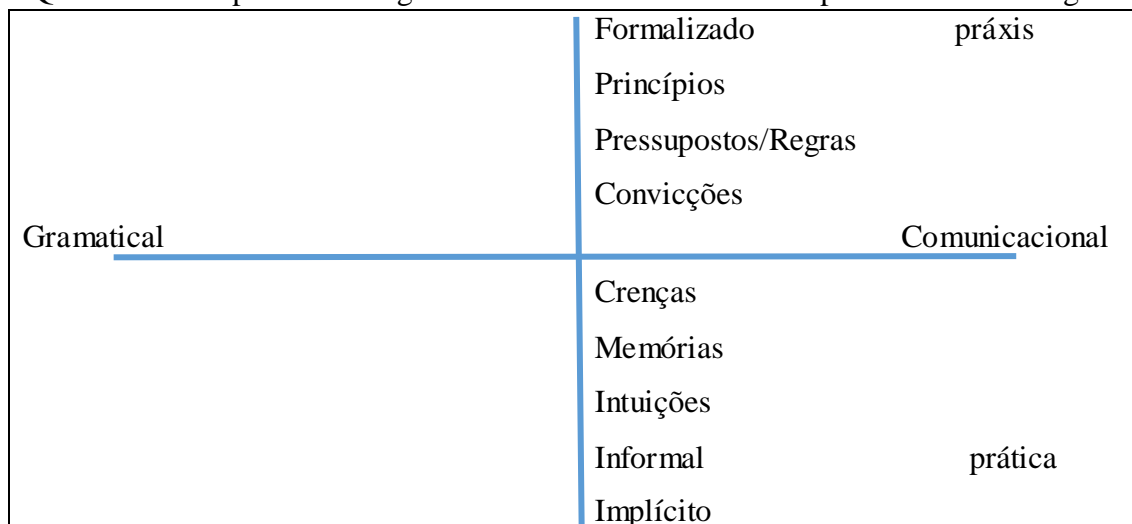 Formalizado práxis
Princípios
Pressupostos/Regras
Convicções
Gramatical Comunicacional
Crenças
Memórias
Intuições
Informal prática
Implícito